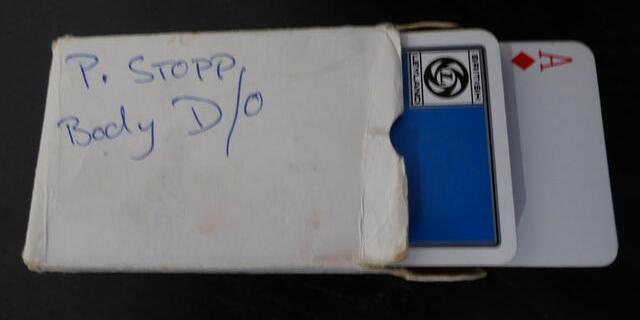 P. STOPP
Body D/O
BRITISH
LEYLAND
A